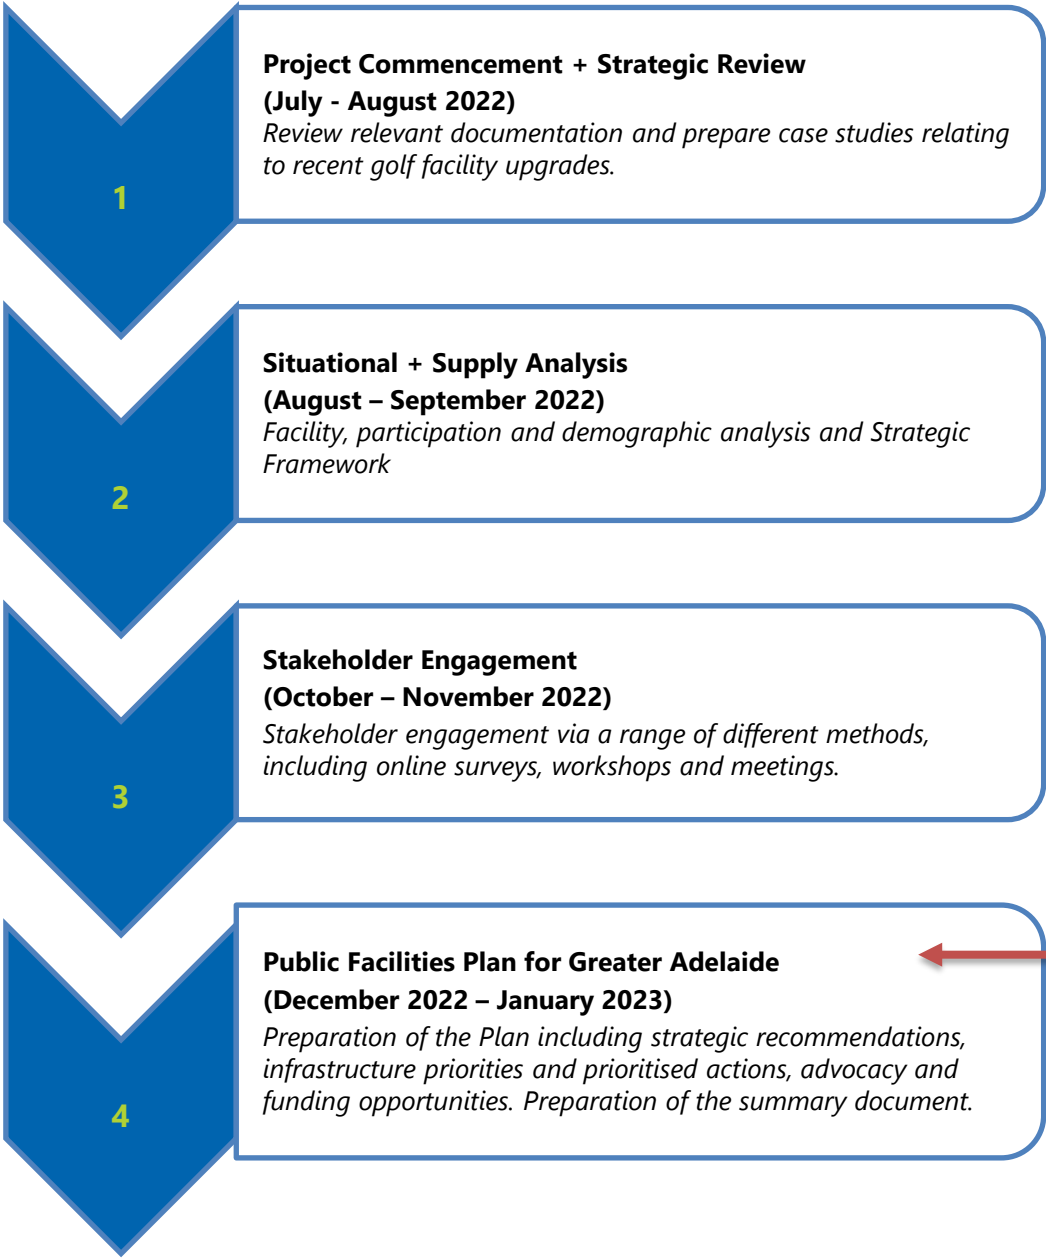 1
Project Commencement + Strategic Review
(July - August 2022)
Review relevant documentation and prepare case studies relating
to recent golf facility upgrades.
2
Situational + Supply Analysis
(August – September 2022)
Facility, participation and demographic analysis and Strategic
Framework
3
Stakeholder Engagement
(October – November 2022)
Stakeholder engagement via a range of different methods,
including online surveys, workshops and meetings.
4
Public Facilities Plan for Greater Adelaide
(December 2022 – January 2023)
Preparation of the Plan including strategic recommendations,
infrastructure priorities and prioritised actions, advocacy and
funding opportunities. Preparation of the summary document.